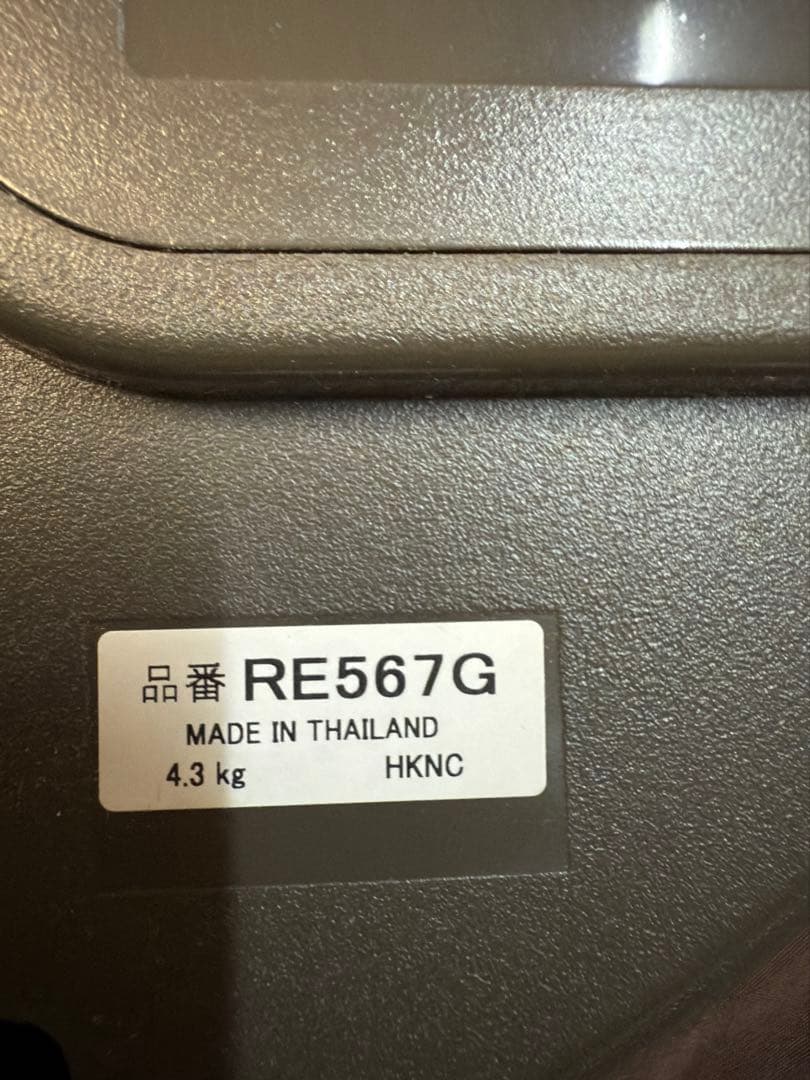 品番 RE567G
MADE IN THAILAND
4.3 kg HKNC